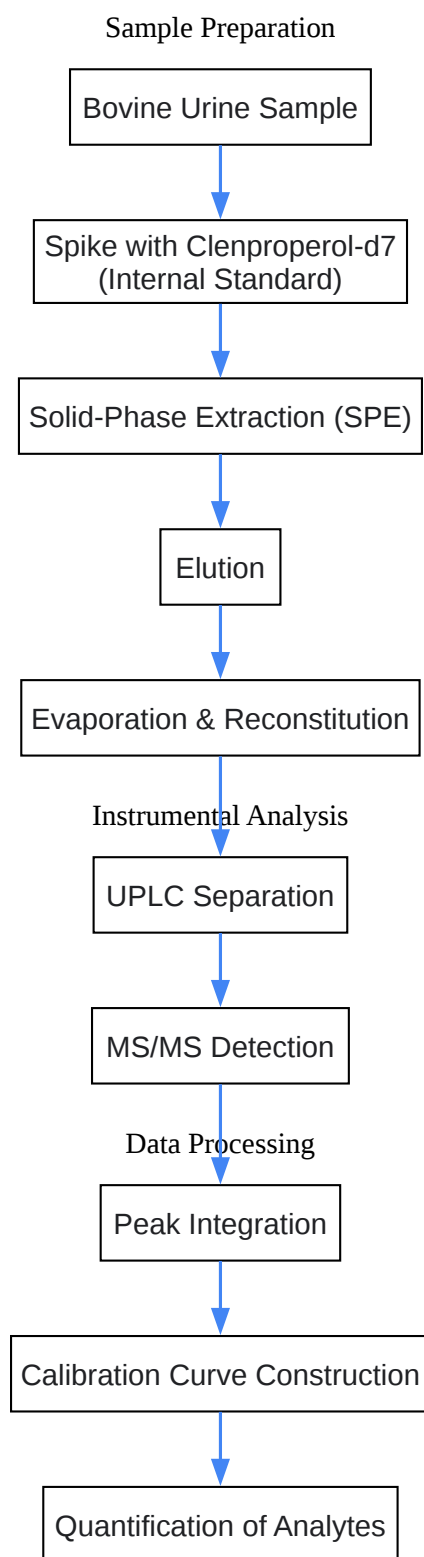 Sample Preparation
Bovine Urine Sample
Spike with Clenproperol-d7
(Internal Standard)
Solid-Phase Extraction (SPE)
Elution
Evaporation & Reconstitution
Instrumental Analysis
UPLC Separation
MS/MS Detection
Data Processing
Peak Integration
Calibration Curve Construction
Quantification of Analytes